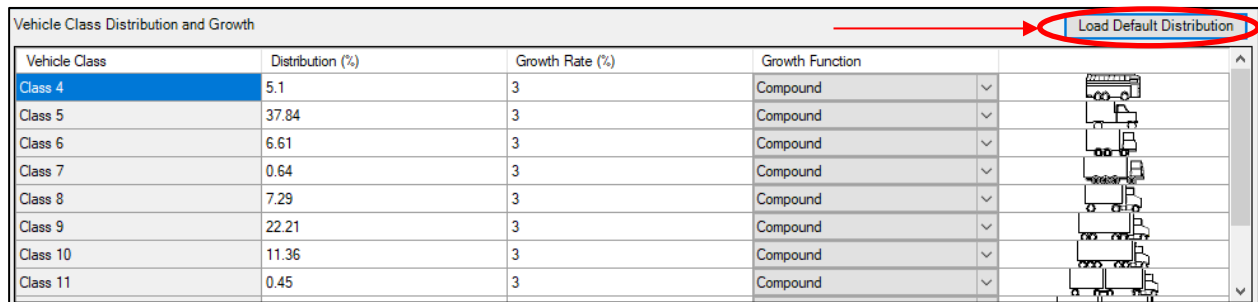 Vehicle Class Distribution and Growth Load Default Distribution
Vehicle Class Distribution (%) Growth Rate (%) Growth Function
Class 4 5.1 3 Compound
Class 5 37.84 3 Compound
Class 6 6.61 3 Compound
Class 7 0.64 3 Compound
Class 8 7.29 3 Compound
Class 9 22.21 3 Compound
Class 10 11.36 3 Compound
Class 11 0.45 3 Compound